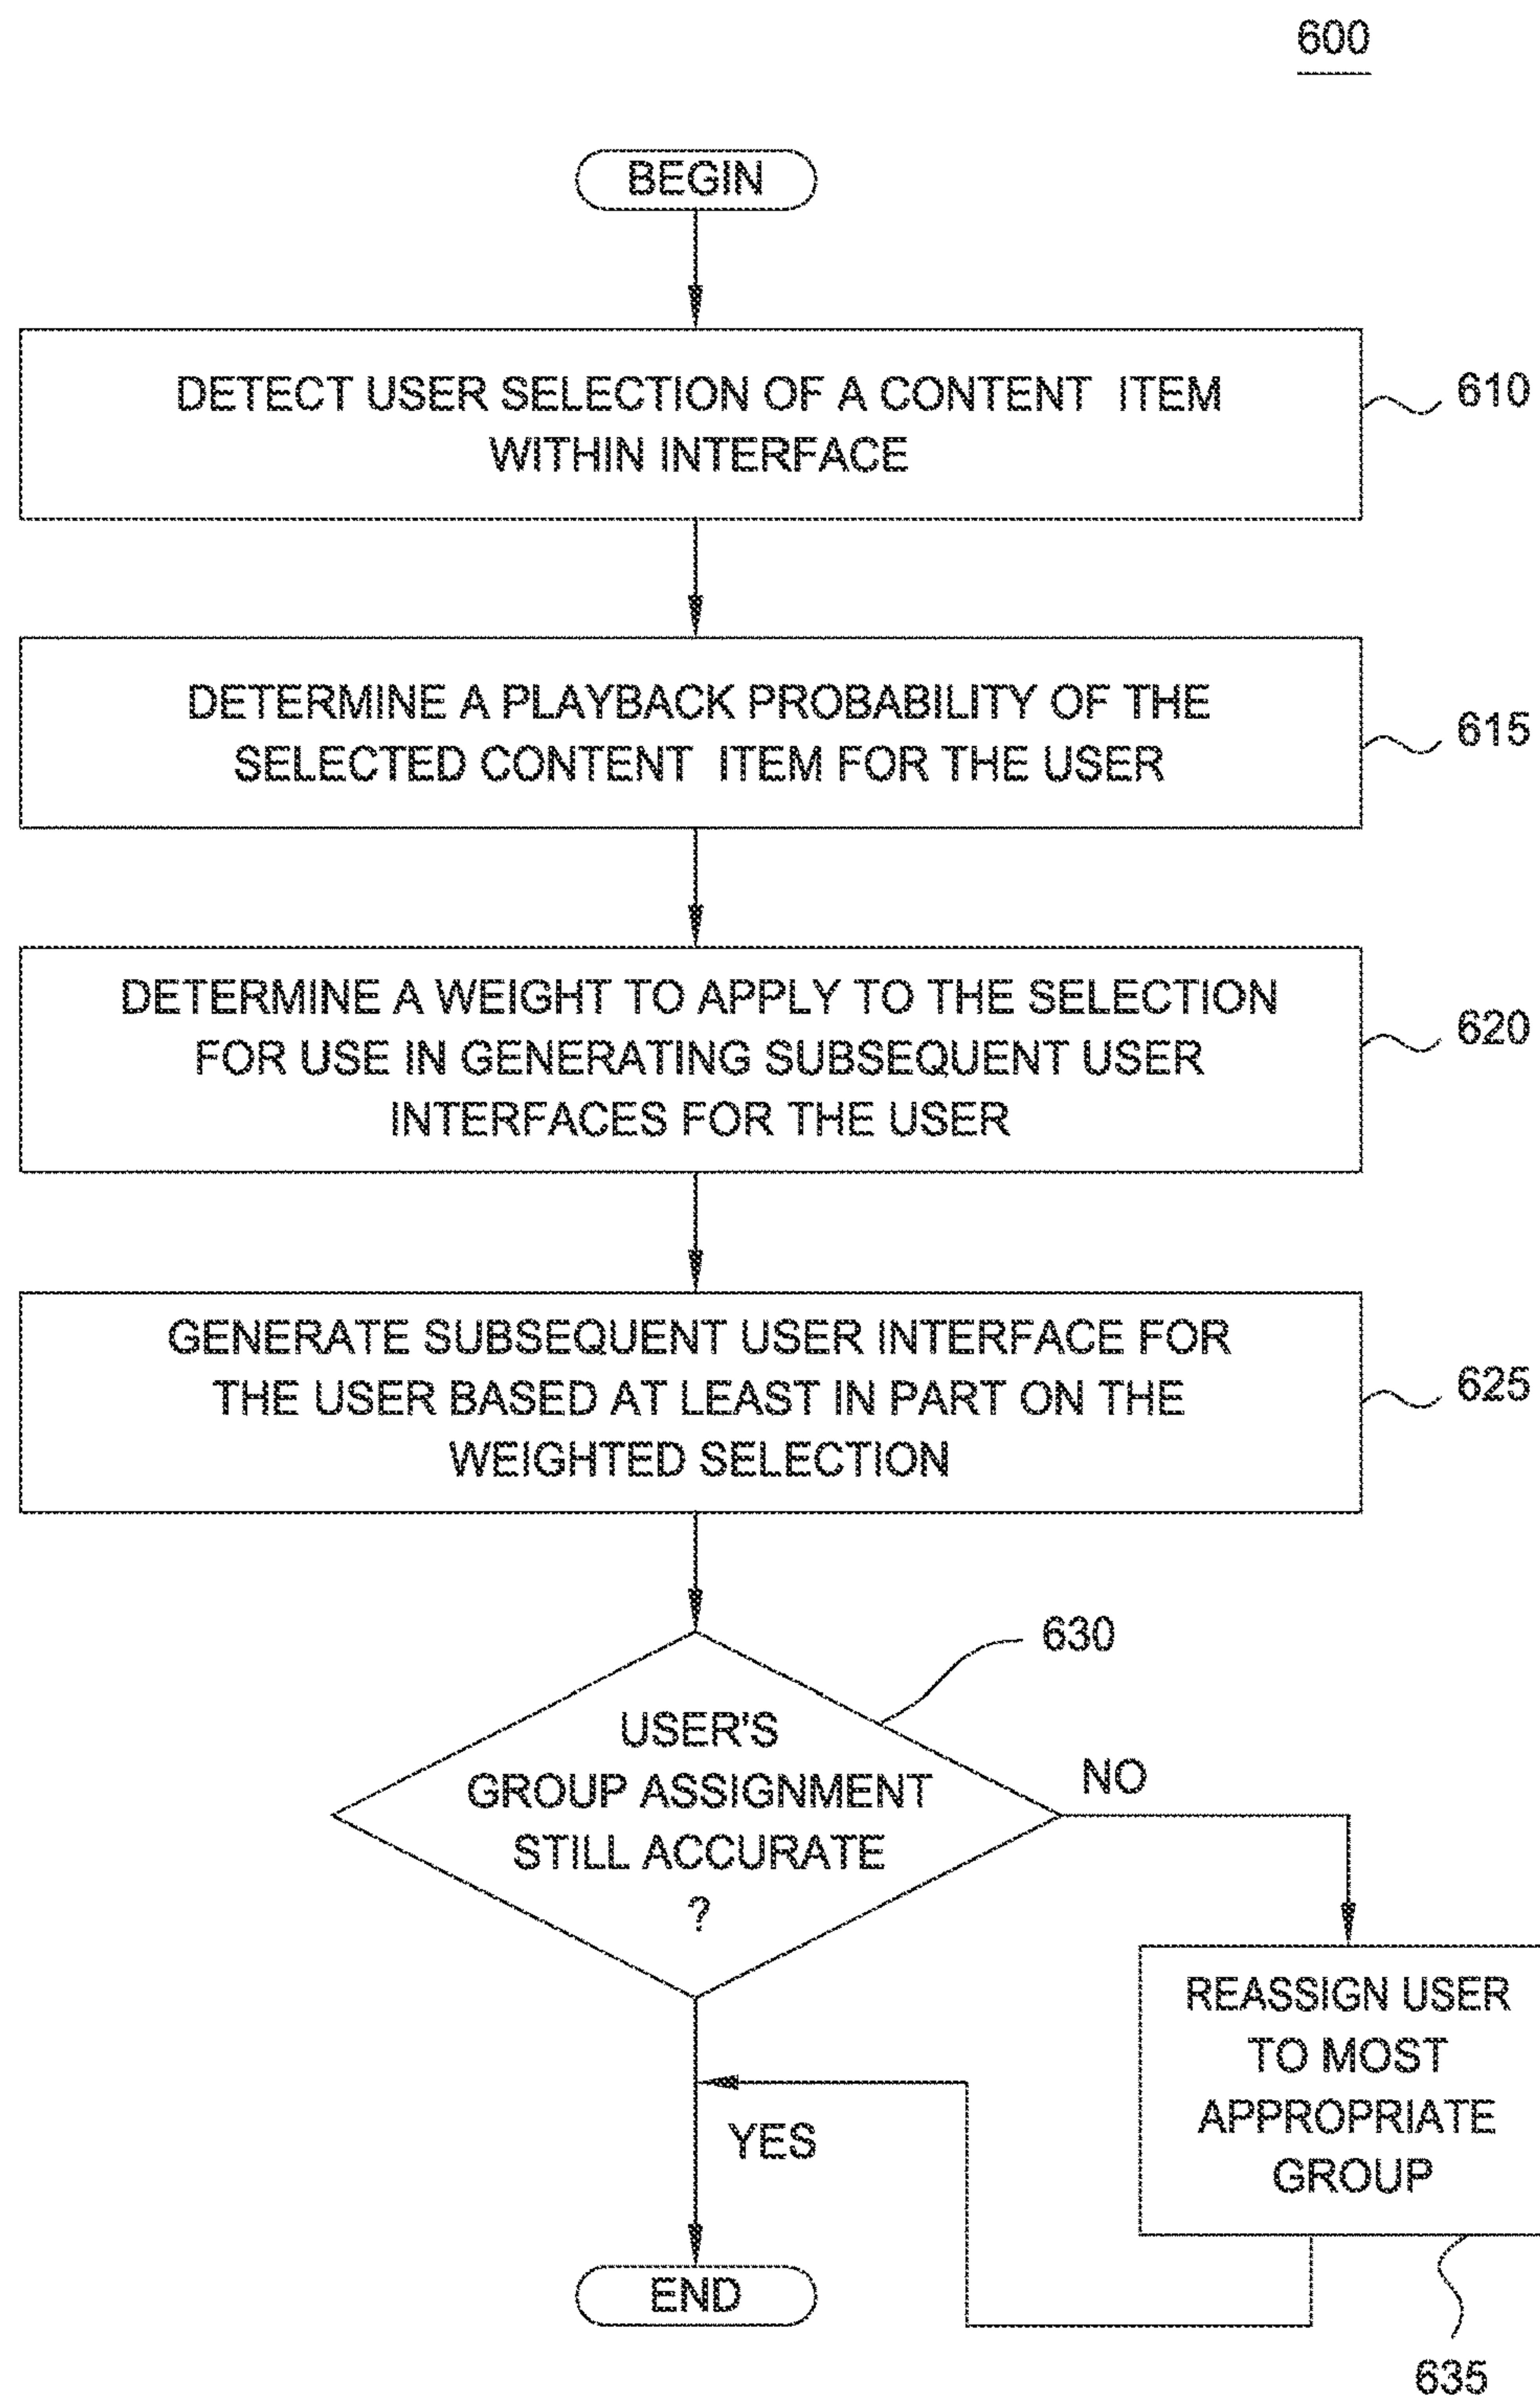 600
BEGIN
DETECT USER SELECTION OF A CONTENT ITEM
WITHIN INTERFACE
610
DETERMINE A PLAYBACK PROBABILITY OF THE
SELECTED CONTENT ITEM FOR THE USER
615
DETERMINE A WEIGHT TO APPLY TO THE SELECTION
FOR USE IN GENERATING SUBSEQUENT USER
INTERFACES FOR THE USER
620
GENERATE SUBSEQUENT USER INTERFACE FOR
THE USER BASED AT LEAST IN PART ON THE
WEIGHTED SELECTION
625
630
USER'S
GROUP ASSIGNMENT
STILL ACCURATE
?
NO
REASSIGN USER
TO MOST
APPROPRIATE
GROUP
YES
END
635